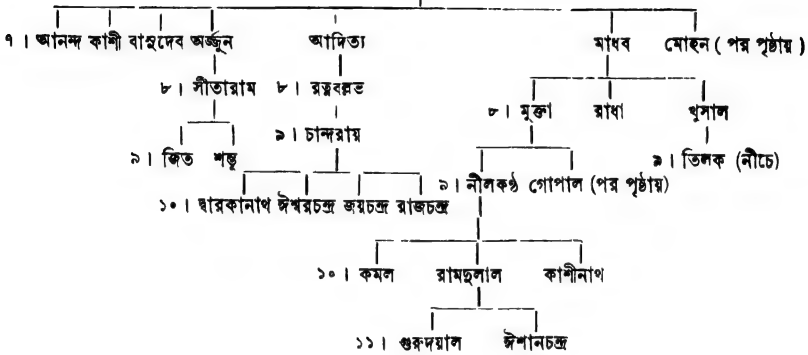 ৭। আনন্দ কাশী বাসুদেব অর্জ্জুন আদিত্য মাধব মোহন ( পর পৃষ্ঠায় )
৮। সীতারাম ৮। রত্নবল্লভ
৮। মুক্তা রাধা খুসাল
৯। জিত শম্ভূ ৯। চান্দরায় ৯। তিলক (নীচে)
৯। নীলকণ্ঠ গোপাল (পর পৃষ্ঠায়)
১০। দ্বারকানাথ ঈশ্বরচন্দ্র জয়চন্দ্র রাজচন্দ্র
১০। কমল রামদুলাল কাশীনাথ
১১। গুরুদয়াল ঈশানচন্দ্র